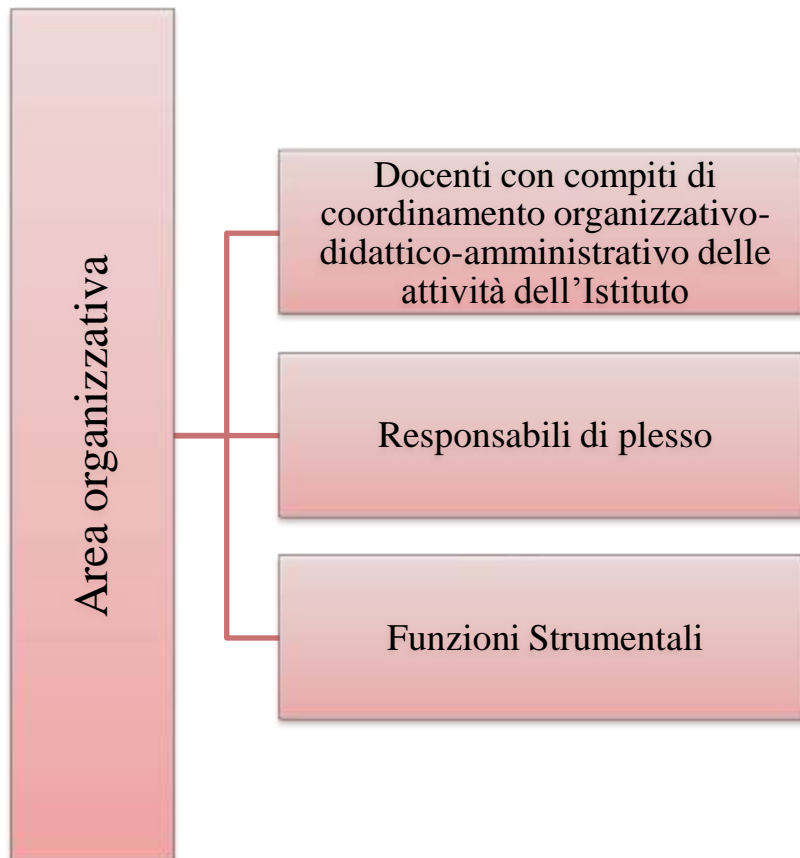 Area organizzativa
Docenti con compiti di
coordinamento organizzativo-
didattico-amministrativo delle
attività dell’Istituto
Responsabili di plesso
Funzioni Strumentali